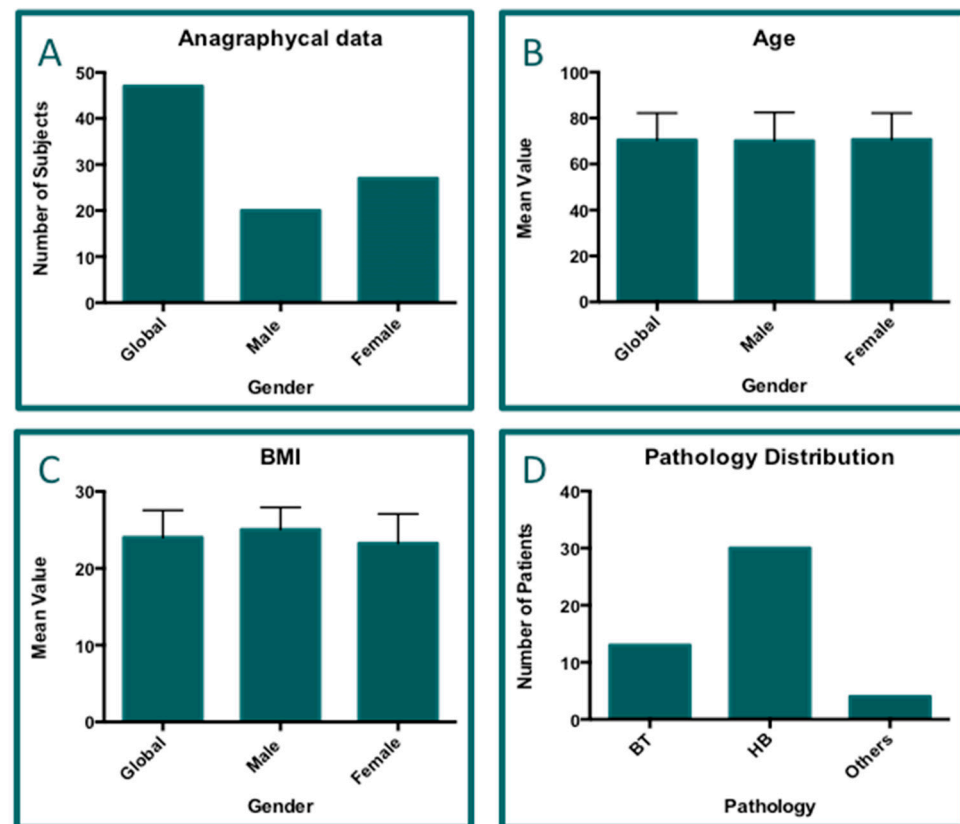 A
Anagraphycal data
Number of Subjects
50
40
30
20
10
0
Global
Male
Female
Gender
B
Age
Mean Value
100
80
60
40
20
0
Global
Male
Female
Gender
C
BMI
Mean Value
30
20
10
0
Global
Male
Female
Gender
D
Pathology Distribution
Number of Patients
40
30
20
10
0
BT
HB
Others
Pathology